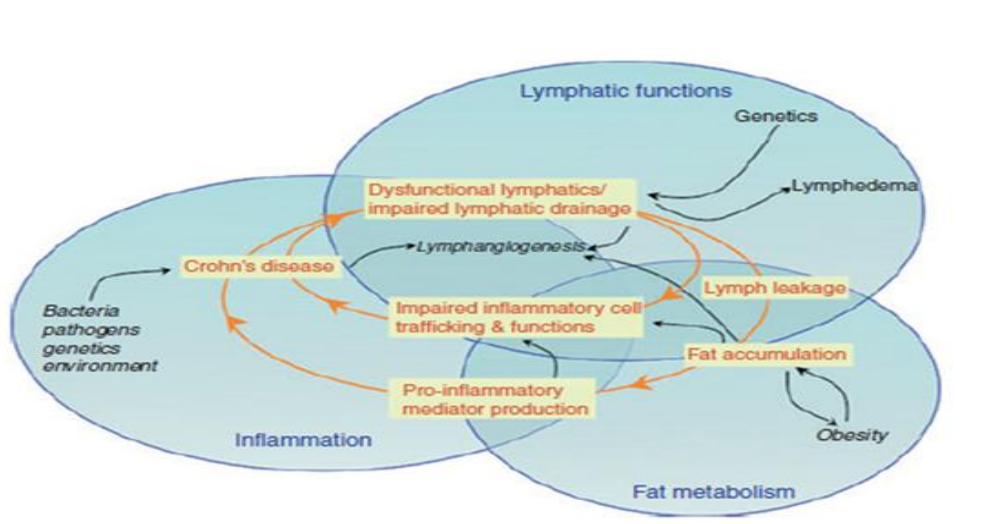 Lymphatic functions
Genetics
Dysfunctional lymphatics/
impaired lymphatic drainage
Lymphedema
Lymphangiogenesis
Crohn's disease
Lymph leakage
Bacteria
pathogens
genetics
environment
Impaired inflammatory cell
trafficking & functions
Fat accumulation
Pro-inflammatory
mediator production
Inflammation
Obesity
Fat metabolism